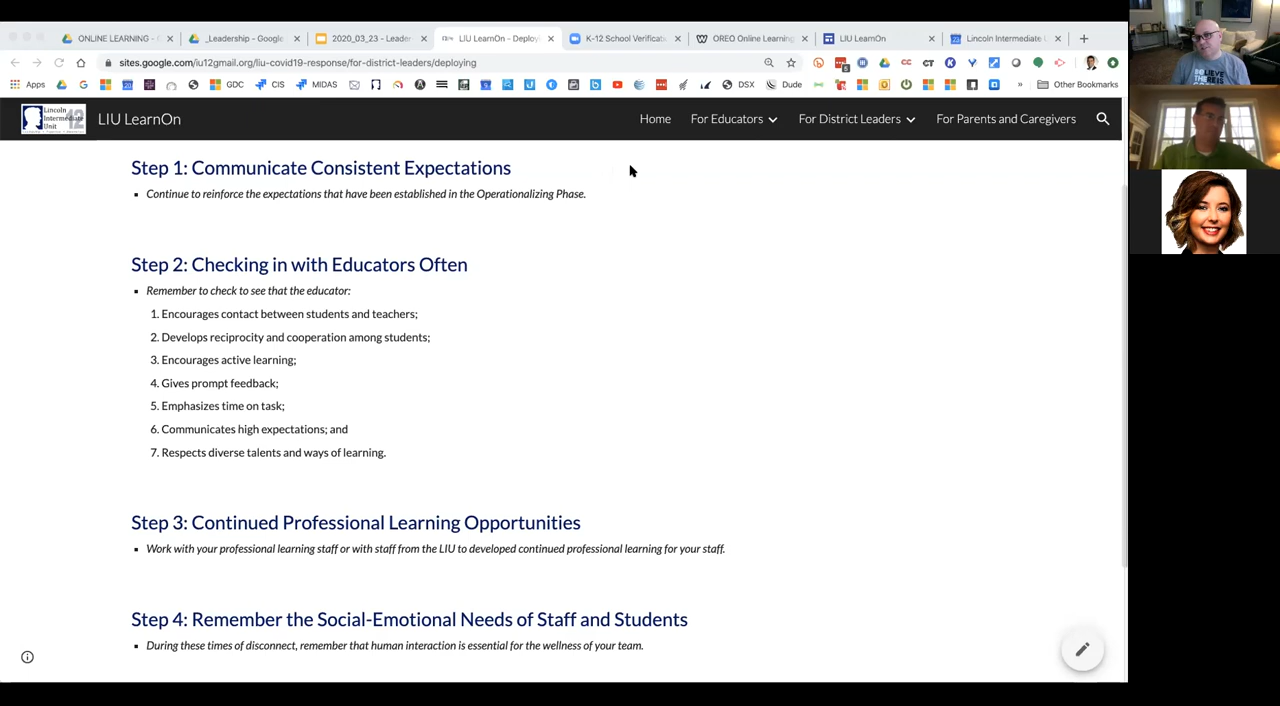 ONLINE LEARNING -
_Leadership - Google
2020_03_23 - Leader
LIU LearnOn - Deploy
K-12 School Verificati
OREO Online Learning
LIU LearnOn
Lincoln Intermediate
sites.google.com/iu12gmail.org/liu-covid19-response/for-district-leaders/deploying
Apps
GDC
CIS
MIDAS
DSX
Dude
Other Bookmarks
Lincoln
Intermediate
Unit
12
LIU LearnOn
Home
For Educators
For District Leaders
For Parents and Caregivers
Step 1: Communicate Consistent Expectations
Continue to reinforce the expectations that have been established in the Operationalizing Phase.
Step 2: Checking in with Educators Often
Remember to check to see that the educator:
1. Encourages contact between students and teachers;
2. Develops reciprocity and cooperation among students;
3. Encourages active learning;
4. Gives prompt feedback;
5. Emphasizes time on task;
6. Communicates high expectations; and
7. Respects diverse talents and ways of learning.
Step 3: Continued Professional Learning Opportunities
Work with your professional learning staff or with staff from the LIU to developed continued professional learning for your staff.
Step 4: Remember the Social-Emotional Needs of Staff and Students
During these times of disconnect, remember that human interaction is essential for the wellness of your team.